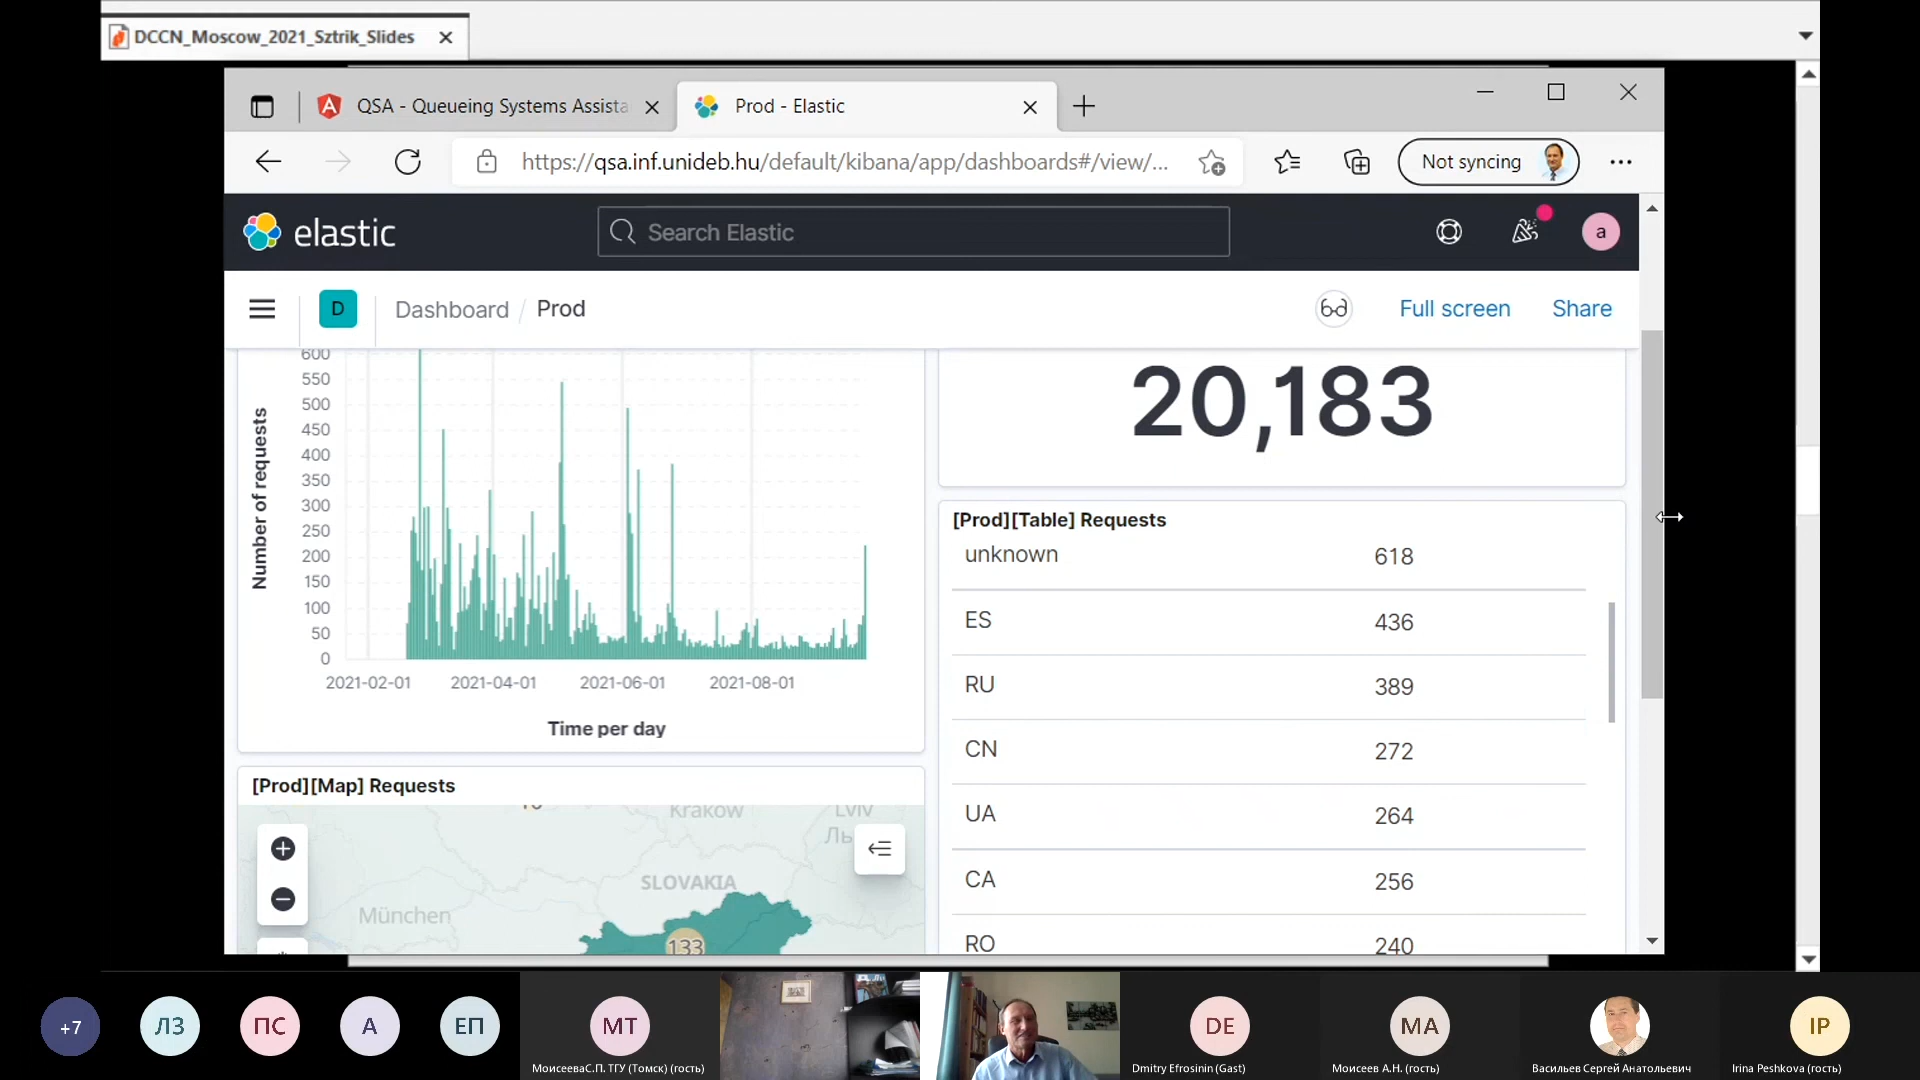 DCCN_Moscow_2021_Sztrik_Slides
QSA - Queueing Systems Assista
Prod - Elastic
https://qsa.inf.unideb.hu/default/kibana/app/dashboards#/view/...
Not syncing
elastic
Search Elastic
a
D
Dashboard / Prod
Full screen
Share
Number of requests
600
550
500
450
400
350
300
250
200
150
100
50
0
2021-02-01
2021-04-01
2021-06-01
2021-08-01
Time per day
20,183
[Prod][Table] Requests
unknown 618
ES 436
RU 389
CN 272
UA 264
CA 256
RO 240
[Prod][Map] Requests
Krakow
SLOVAKIA
München
133
+7
ЛЗ
ПС
А
ЕП
МТ
МоисееваС.П. ТГУ (Томск) (гость)
DE
Dmitry Efrosinin (Gast)
МА
Моисеев А.Н. (гость)
Васильев Сергей Анатольевич
IP
Irina Peshkova (гость)